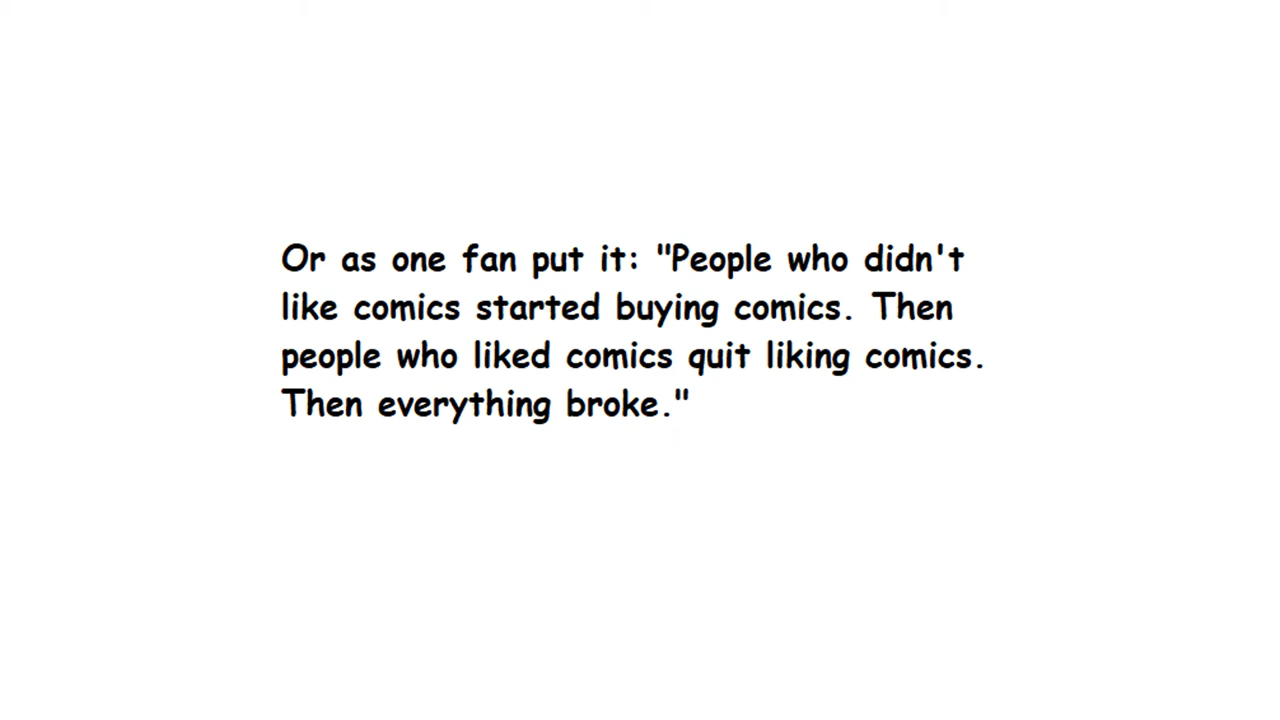 Or as one fan put it: "People who didn't
like comics started buying comics. Then
people who liked comics quit liking comics.
Then everything broke."